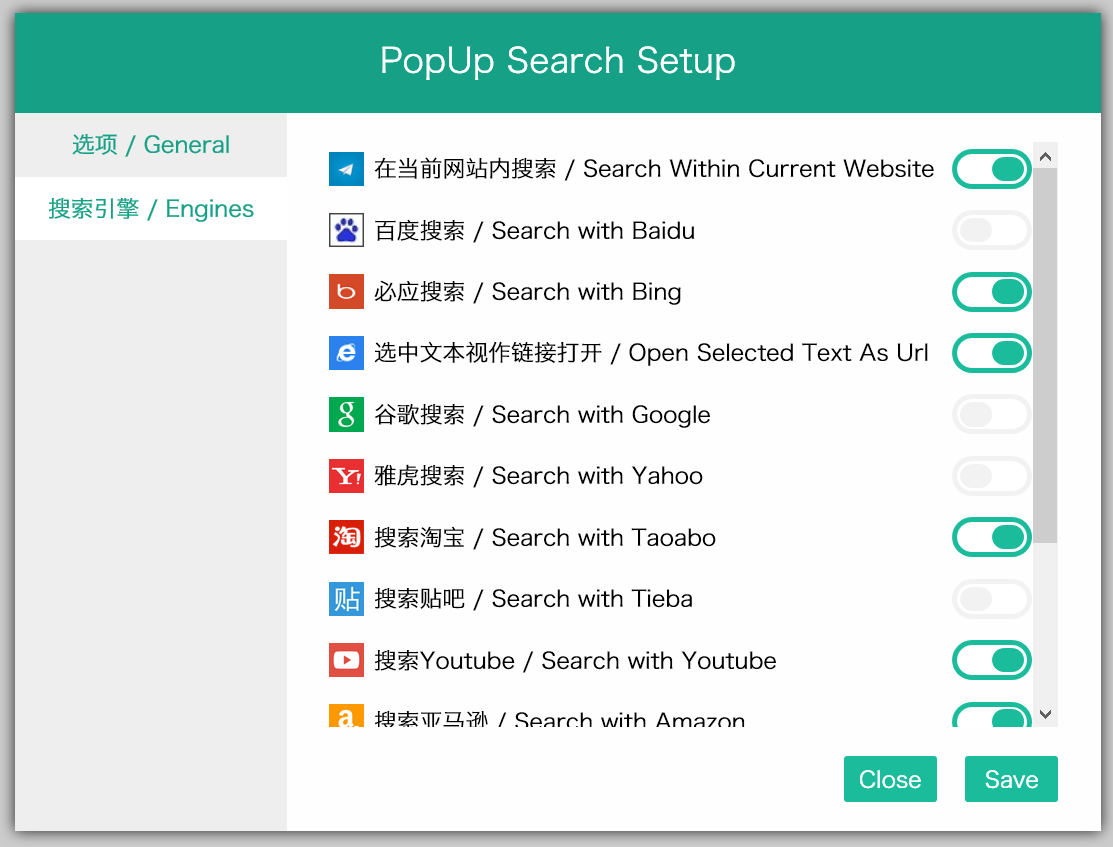 PopUp Search Setup
选项 / General
搜索引擎 / Engines
在当前网站内搜索 / Search Within Current Website
百度搜索 / Search with Baidu
b
必应搜索 / Search with Bing
e
选中文本视作链接打开 / Open Selected Text As Url
g
谷歌搜索 / Search with Google
Y!
雅虎搜索 / Search with Yahoo
淘
搜索淘宝 / Search with Taoabo
贴
搜索贴吧 / Search with Tieba
搜索Youtube / Search with Youtube
a
搜索亚马逊 / Search with Amazon
Close
Save